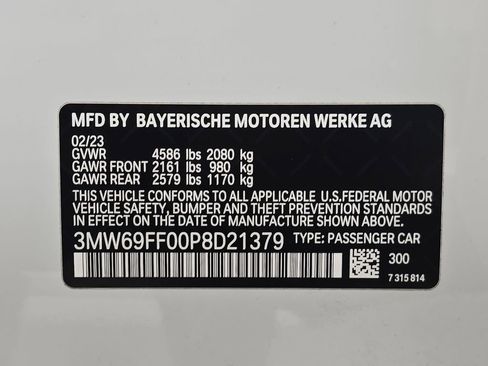 MFD BY BAYERISCHE MOTOREN WERKE AG
02/23
GVWR 4586 lbs 2080 kg
GAWR FRONT 2161 lbs 980 kg
GAWR REAR 2579 lbs 1170 kg
THIS VEHICLE CONFORMS TO ALL APPLICABLE U.S.FEDERAL MOTOR
VEHICLE SAFETY, BUMPER AND THEFT PREVENTION STANDARDS
IN EFFECT ON THE DATE OF MANUFACTURE SHOWN ABOVE.
3MW69FF00P8D21379 TYPE: PASSENGER CAR
300
7 315 814